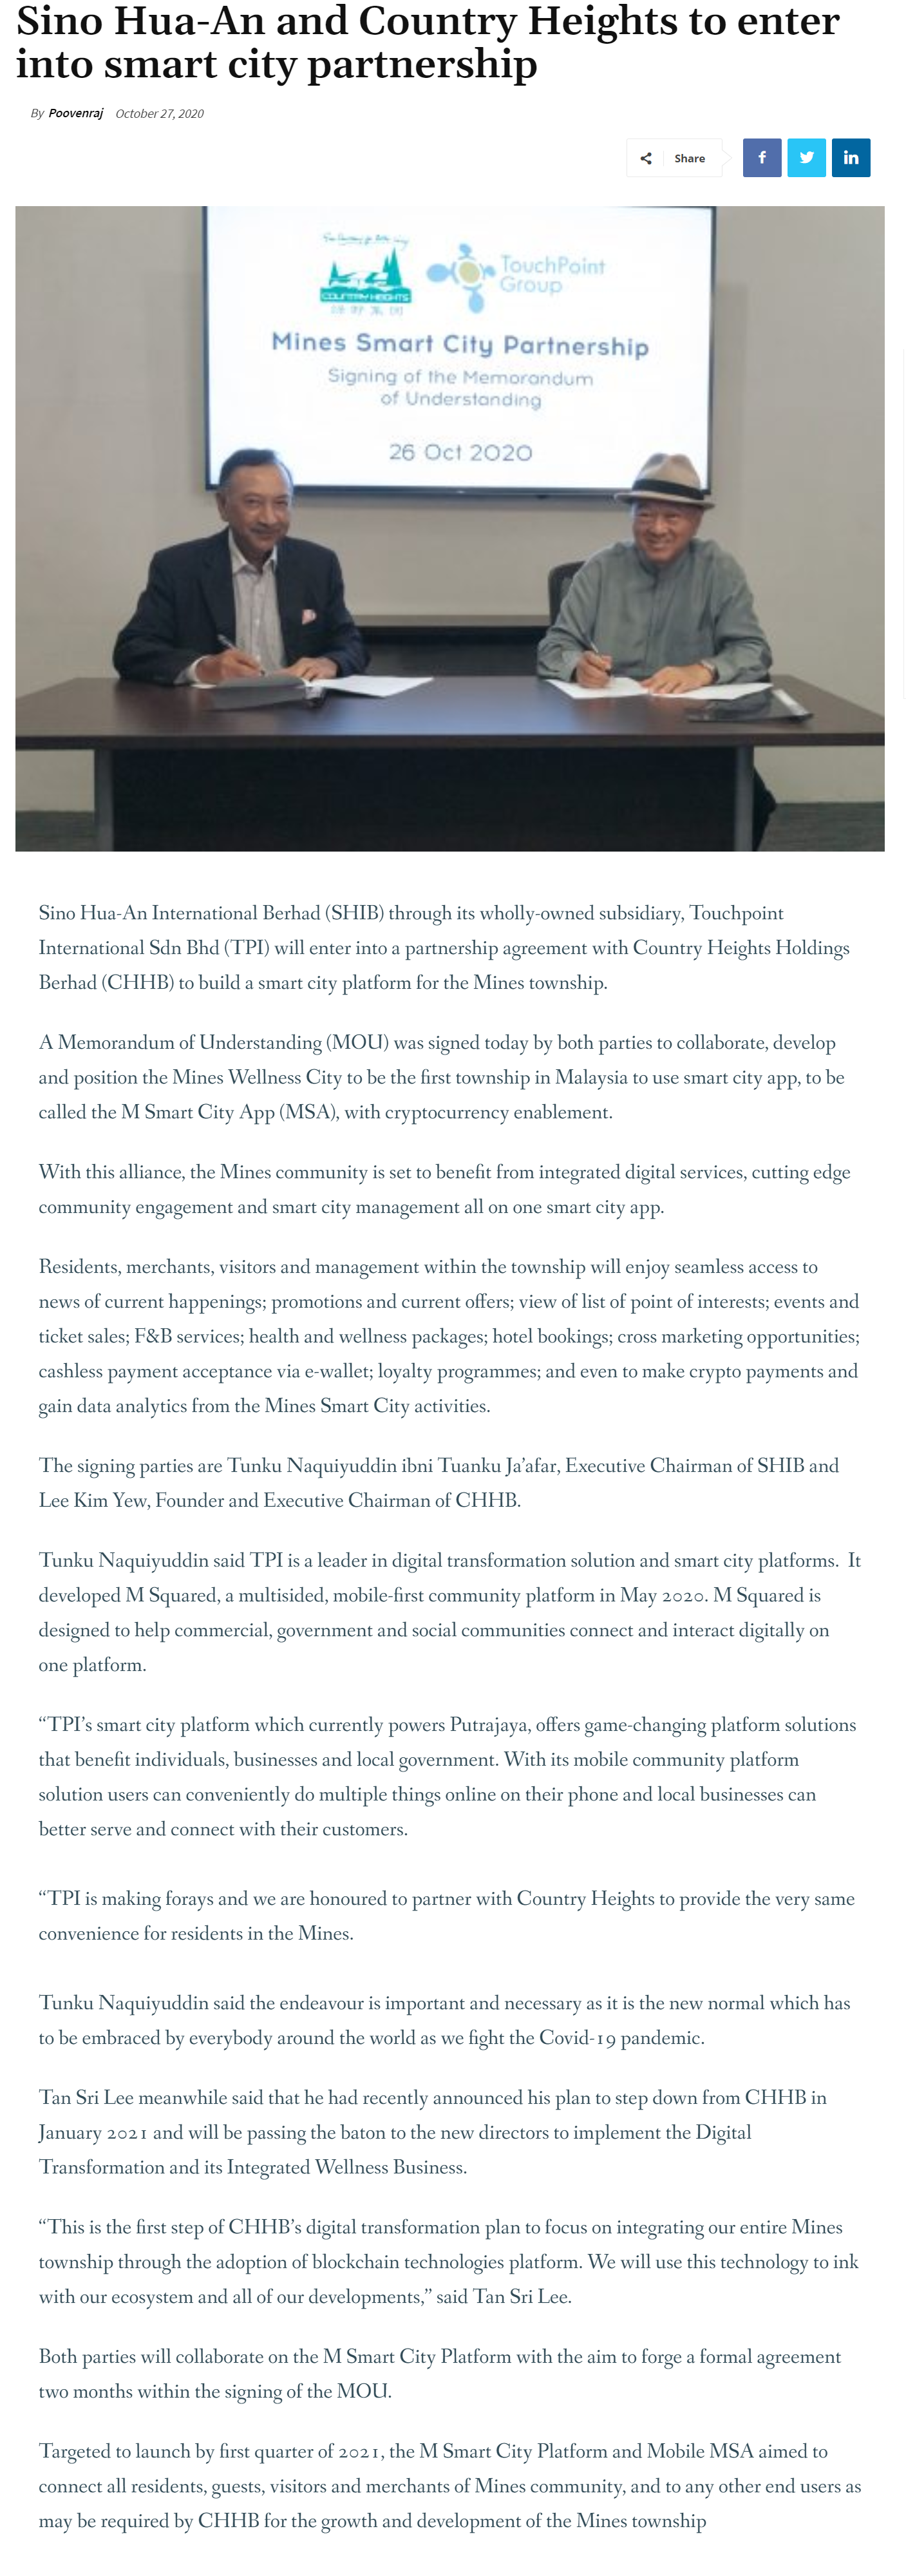 Sino Hua-An and Country Heights to enter
into smart city partnership
By Poovenraj October 27, 2020
Share
COUNTRY HEIGHTS
绿野集团
TouchPoint
Group
Mines Smart City Partnership
Signing of the Memorandum
of Understanding
26 Oct 2020
Sino Hua-An International Berhad (SHIB) through its wholly-owned subsidiary, Touchpoint
International Sdn Bhd (TPI) will enter into a partnership agreement with Country Heights Holdings
Berhad (CHHB) to build a smart city platform for the Mines township.
A Memorandum of Understanding (MOU) was signed today by both parties to collaborate, develop
and position the Mines Wellness City to be the first township in Malaysia to use smart city app, to be
called the M Smart City App (MSA), with cryptocurrency enablement.
With this alliance, the Mines community is set to benefit from integrated digital services, cutting edge
community engagement and smart city management all on one smart city app.
Residents, merchants, visitors and management within the township will enjoy seamless access to
news of current happenings; promotions and current offers; view of list of point of interests; events and
ticket sales; F&B services; health and wellness packages; hotel bookings; cross marketing opportunities;
cashless payment acceptance via e-wallet; loyalty programmes; and even to make crypto payments and
gain data analytics from the Mines Smart City activities.
The signing parties are Tunku Naquiyuddin ibni Tuanku Ja’afar, Executive Chairman of SHIB and
Lee Kim Yew, Founder and Executive Chairman of CHHB.
Tunku Naquiyuddin said TPI is a leader in digital transformation solution and smart city platforms.  It
developed M Squared, a multisided, mobile-first community platform in May 2020. M Squared is
designed to help commercial, government and social communities connect and interact digitally on
one platform.
“TPI’s smart city platform which currently powers Putrajaya, offers game-changing platform solutions
that benefit individuals, businesses and local government. With its mobile community platform
solution users can conveniently do multiple things online on their phone and local businesses can
better serve and connect with their customers.
“TPI is making forays and we are honoured to partner with Country Heights to provide the very same
convenience for residents in the Mines.
Tunku Naquiyuddin said the endeavour is important and necessary as it is the new normal which has
to be embraced by everybody around the world as we fight the Covid-19 pandemic.
Tan Sri Lee meanwhile said that he had recently announced his plan to step down from CHHB in
January 2021 and will be passing the baton to the new directors to implement the Digital
Transformation and its Integrated Wellness Business.
“This is the first step of CHHB’s digital transformation plan to focus on integrating our entire Mines
township through the adoption of blockchain technologies platform. We will use this technology to ink
with our ecosystem and all of our developments,” said Tan Sri Lee.
Both parties will collaborate on the M Smart City Platform with the aim to forge a formal agreement
two months within the signing of the MOU.
Targeted to launch by first quarter of 2021, the M Smart City Platform and Mobile MSA aimed to
connect all residents, guests, visitors and merchants of Mines community, and to any other end users as
may be required by CHHB for the growth and development of the Mines township